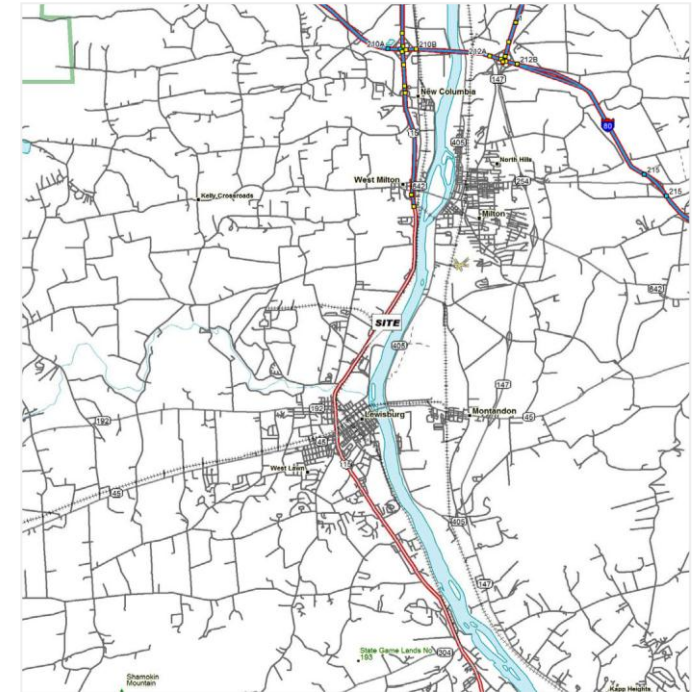 210A
210B
212A
212B
147
New Columbia
80
15
405
North Hills
215
West Milton
642
254
215
Kelly Crossroads
Milton
642
SITE
405
147
192
Lewisburg
Montandon
45
192
45
West Lawn
15
45
405
147
State Game Lands No
193
304
Shamokin
Mountain
Kapp Heights